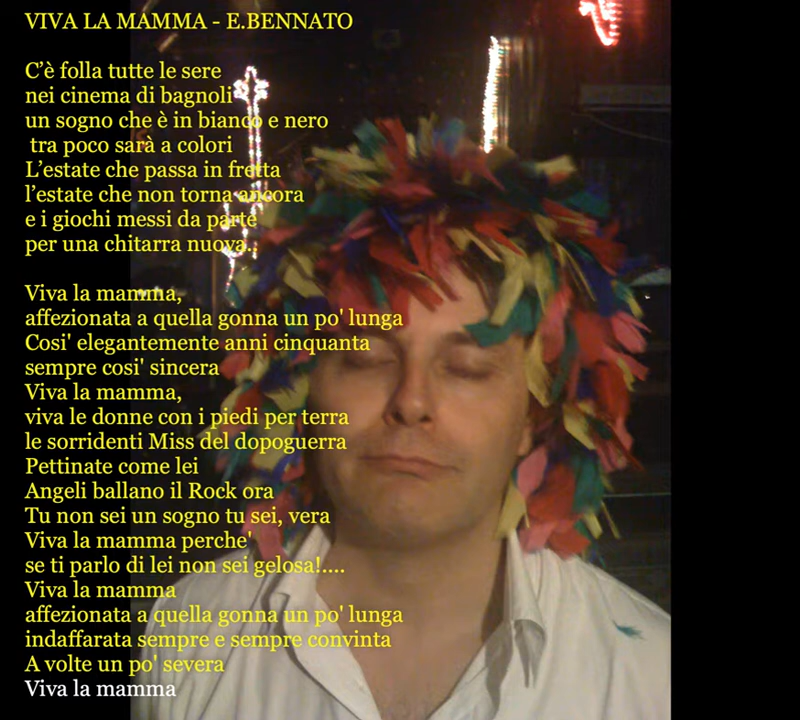 VIVA LA MAMMA - E.BENNATO
C’è folla tutte le sere
nei cinema di bagnoli
un sogno che è in bianco e nero
tra poco sarà a colori
L’estate che passa in fretta
l’estate che non torna ancora
e i giochi messi da parte
per una chitarra nuova..
Viva la mamma,
affezionata a quella gonna un po' lunga
Cosi' elegantemente anni cinquanta
sempre cosi' sincera
Viva la mamma,
viva le donne con i piedi per terra
le sorridenti Miss del dopoguerra
Pettinate come lei
Angeli ballano il Rock ora
Tu non sei un sogno tu sei, vera
Viva la mamma perche'
se ti parlo di lei non sei gelosa!....
Viva la mamma
affezionata a quella gonna un po' lunga
indaffarata sempre e sempre convinta
A volte un po' severa
Viva la mamma